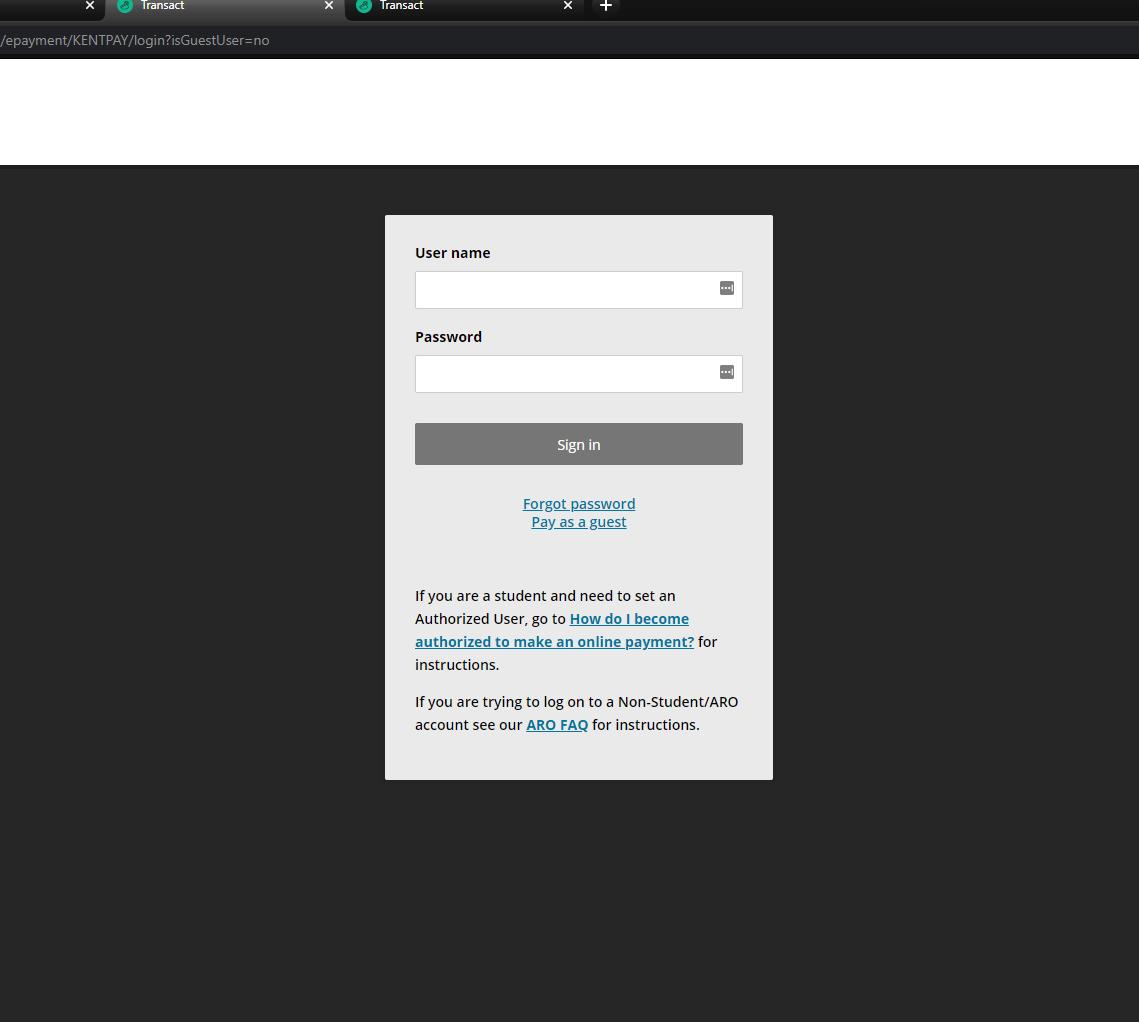 Transact
Transact
/epayment/KENTPAY/login?isGuestUser=no
User name
Password
Sign in
Forgot password
Pay as a guest
If you are a student and need to set an
Authorized User, go to How do I become
authorized to make an online payment? for
instructions.
If you are trying to log on to a Non-Student/ARO
account see our ARO FAQ for instructions.